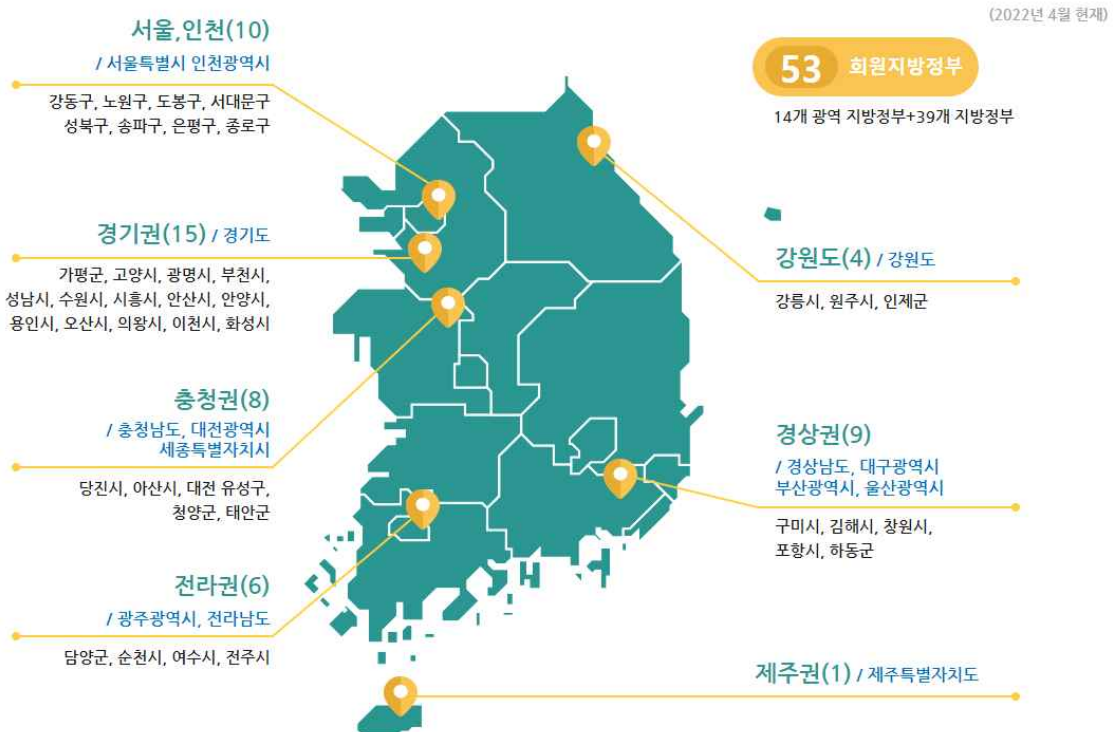 (2022년 4월 현재)
53 회원지방정부
14개 광역 지방정부+39개 지방정부
서울,인천(10)
/ 서울특별시 인천광역시
강동구, 노원구, 도봉구, 서대문구
성북구, 송파구, 은평구, 종로구
경기권(15) / 경기도
가평군, 고양시, 광명시, 부천시,
성남시, 수원시, 시흥시, 안산시, 안양시,
용인시, 오산시, 의왕시, 이천시, 화성시
충청권(8)
/ 충청남도, 대전광역시
세종특별자치시
당진시, 아산시, 대전 유성구,
청양군, 태안군
전라권(6)
/ 광주광역시, 전라남도
담양군, 순천시, 여수시, 전주시
강원도(4) / 강원도
강릉시, 원주시, 인제군
경상권(9)
/ 경상남도, 대구광역시
부산광역시, 울산광역시
구미시, 김해시, 창원시,
포항시, 하동군
제주권(1) / 제주특별자치도